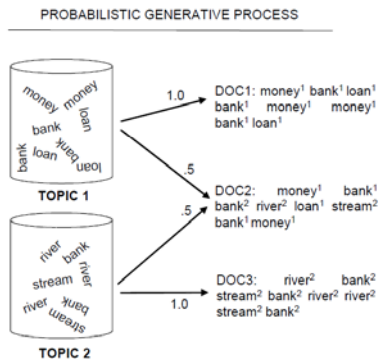 PROBABILISTIC GENERATIVE PROCESS
money
money
loan
bank
bank
loan
bank
loan
TOPIC 1
1.0
.5
DOC1: money¹ bank¹ loan¹
bank¹ money¹ money¹
bank¹ loan¹
DOC2: money¹ bank¹
bank² river² loan¹ stream²
bank¹ money¹
.5
river
bank
river
stream
river
bank
stream
TOPIC 2
1.0
DOC3: river² bank²
stream² bank² river² river²
stream² bank²